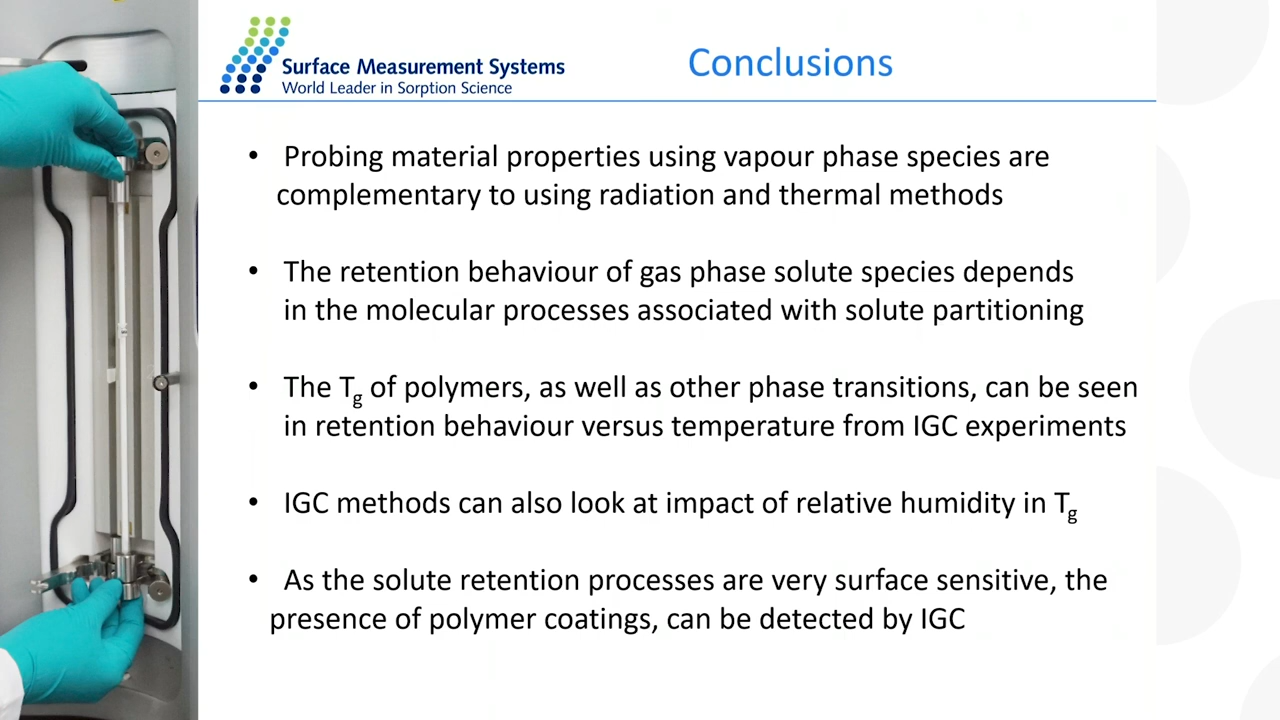 Surface Measurement Systems
World Leader in Sorption Science
Conclusions
• Probing material properties using vapour phase species are
complementary to using radiation and thermal methods
• The retention behaviour of gas phase solute species depends
in the molecular processes associated with solute partitioning
• The Tg of polymers, as well as other phase transitions, can be seen
in retention behaviour versus temperature from IGC experiments
• IGC methods can also look at impact of relative humidity in Tg
• As the solute retention processes are very surface sensitive, the
presence of polymer coatings, can be detected by IGC